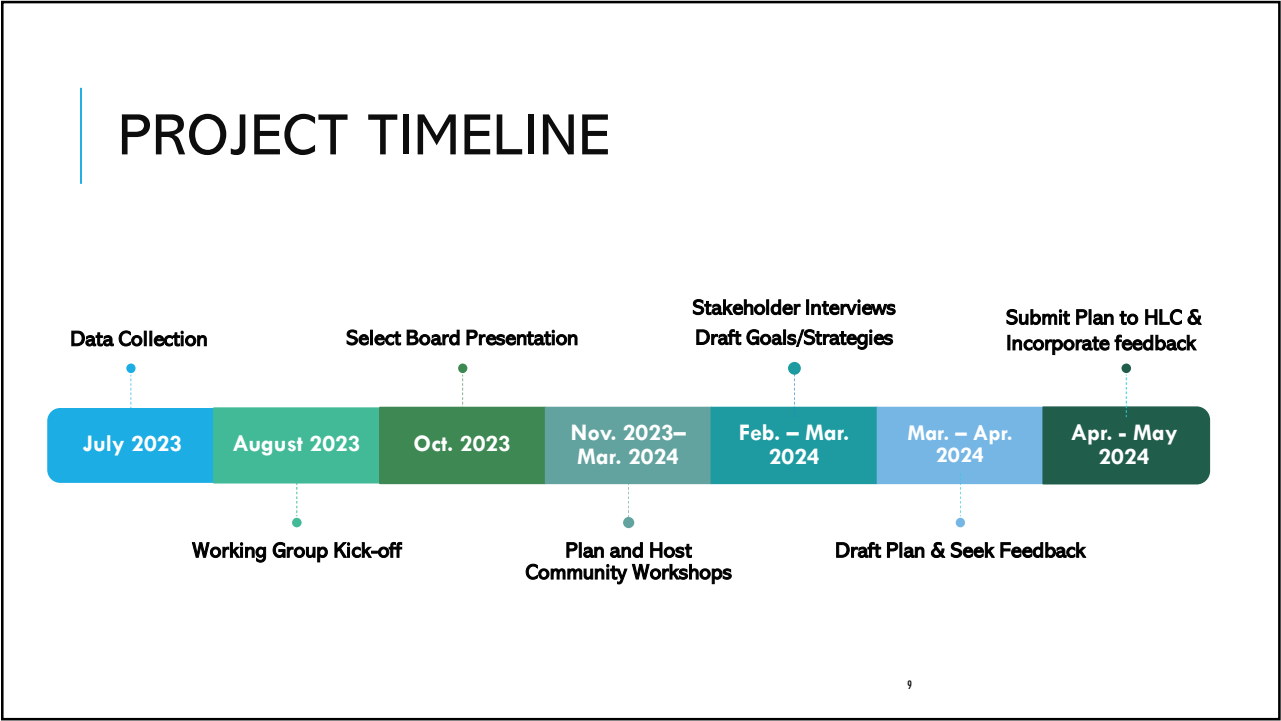 PROJECT TIMELINE
Stakeholder Interviews
Draft Goals/Strategies
Submit Plan to HLC &
Incorporate feedback
Data Collection
Select Board Presentation
July 2023
August 2023
Oct. 2023
Nov. 2023–
Mar. 2024
Feb. – Mar.
2024
Mar. – Apr.
2024
Apr. - May
2024
Working Group Kick-off
Plan and Host
Community Workshops
Draft Plan & Seek Feedback
9